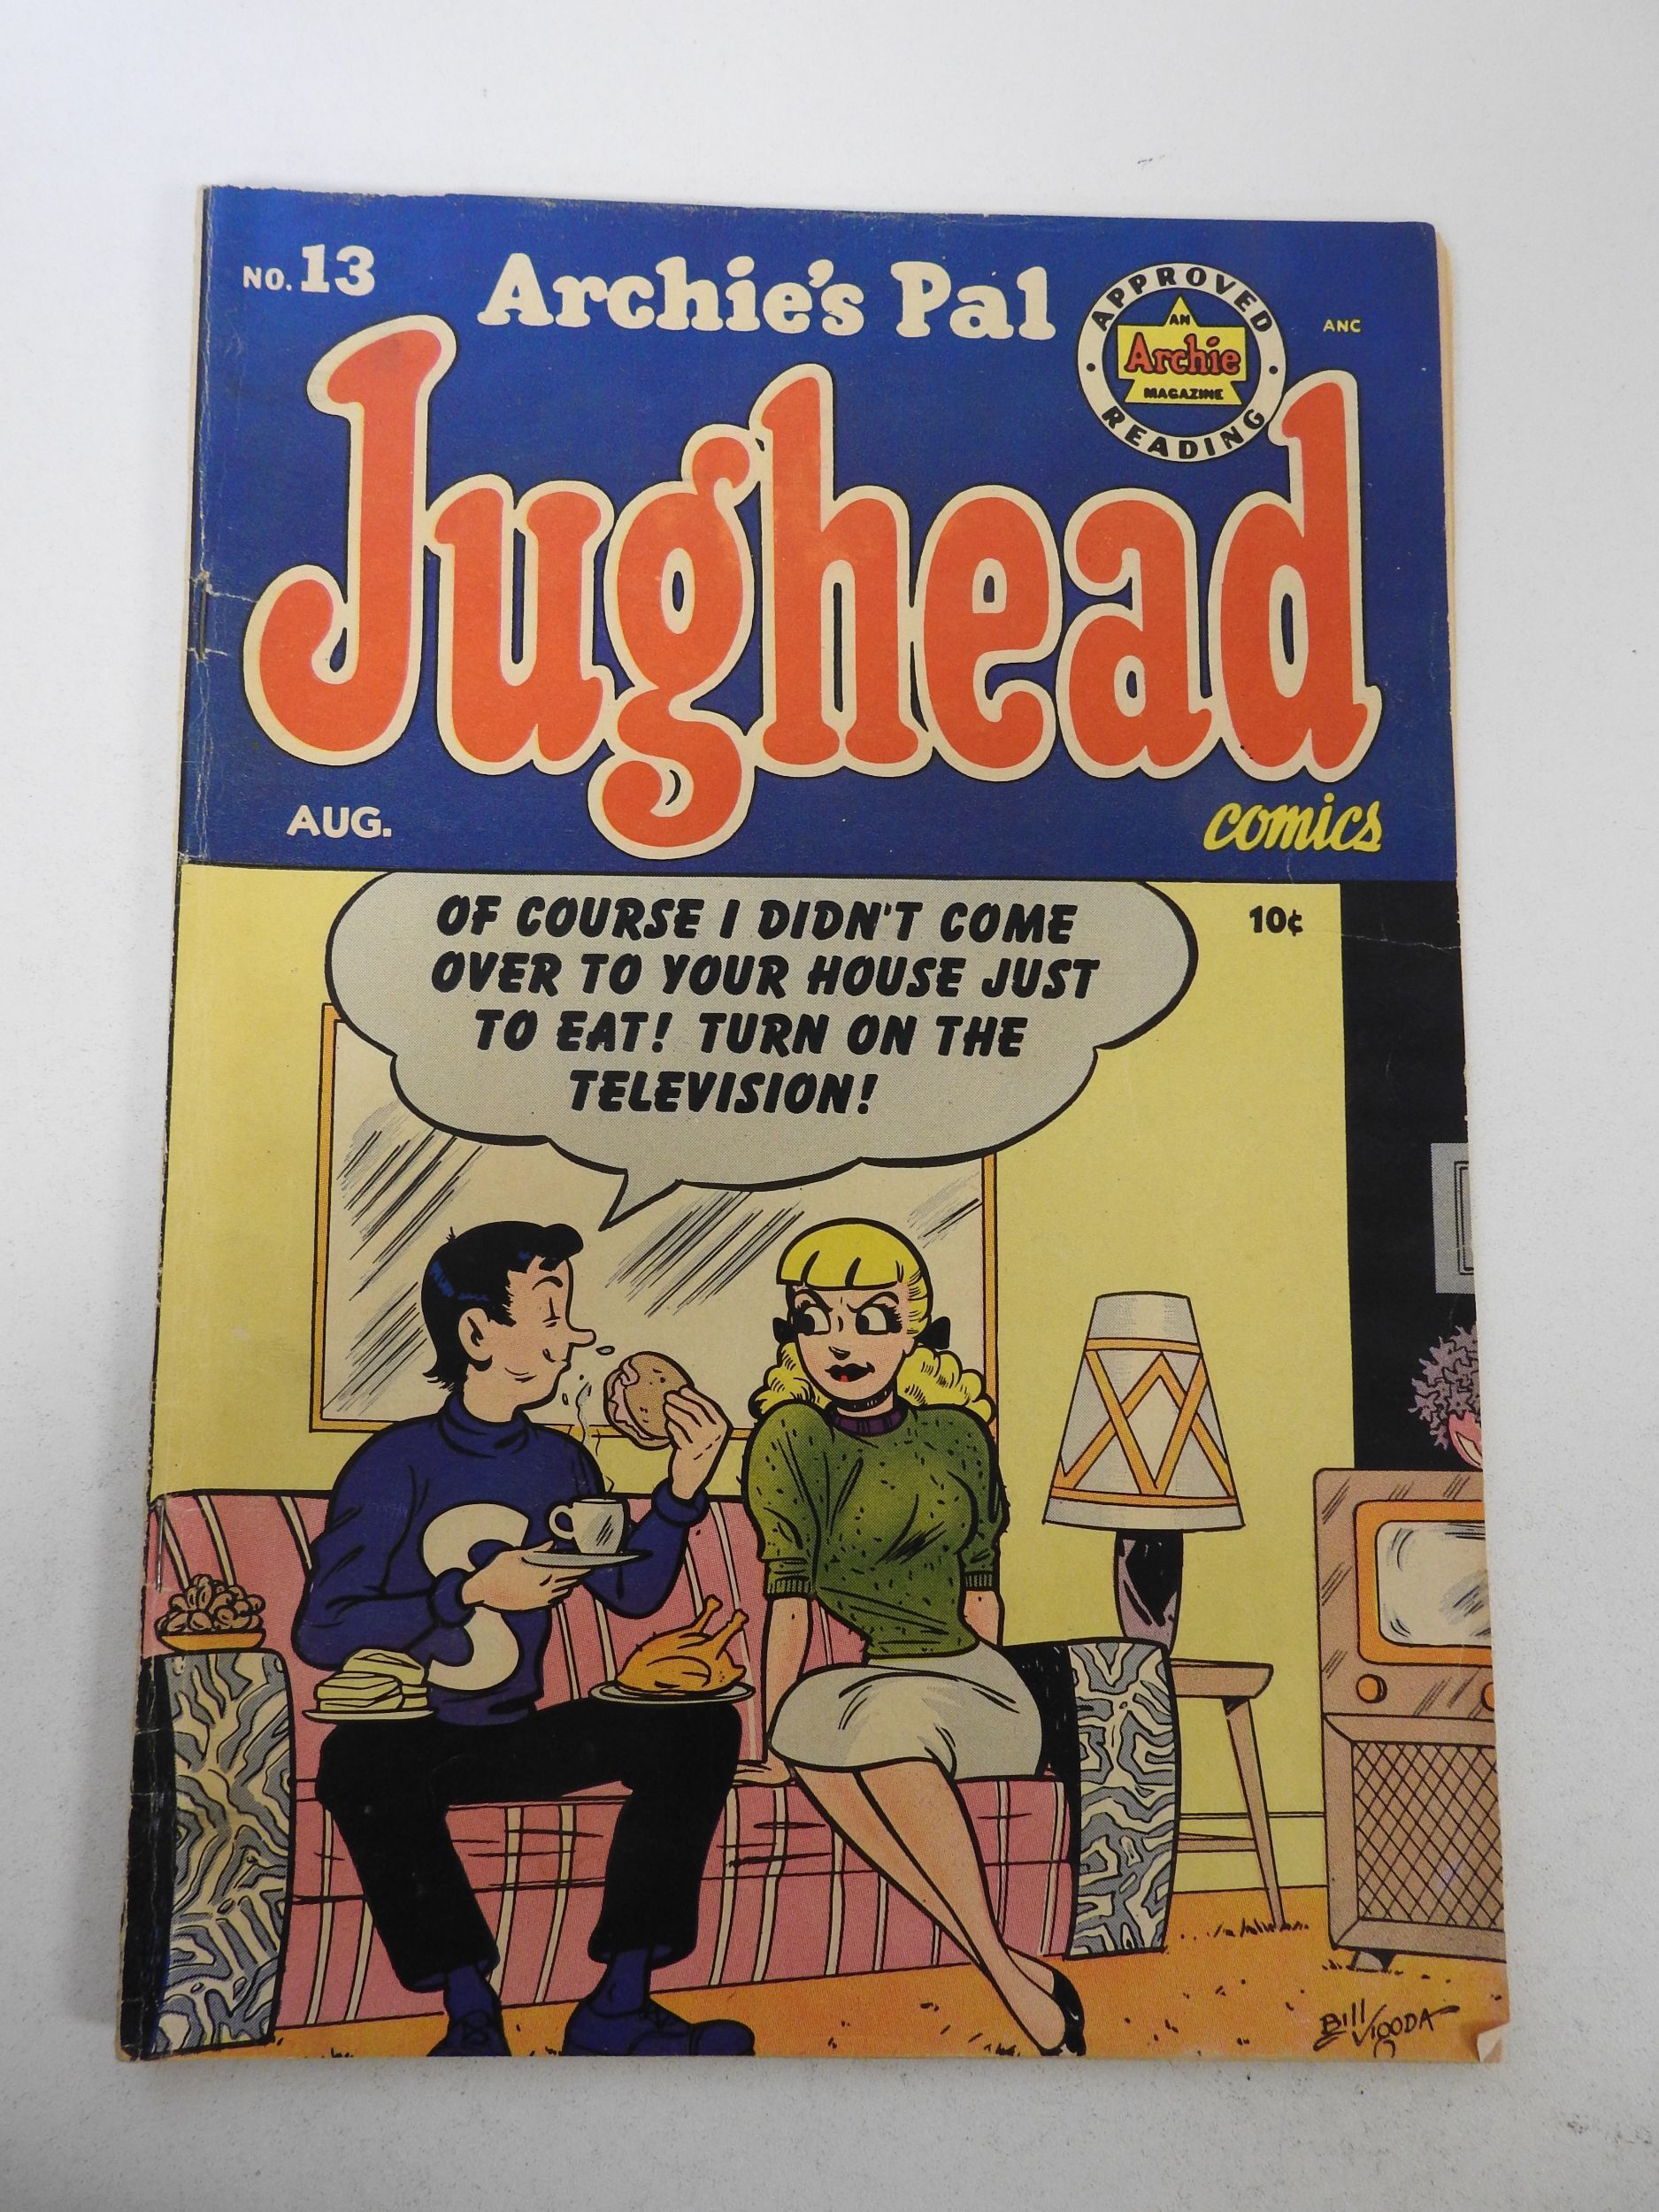 NO. 13
Archie's Pal
APPROVED
AN
Archie
MAGAZINE
READING
ANC
Jughead
AUG.
comics
10¢
OF COURSE I DIDN'T COME
OVER TO YOUR HOUSE JUST
TO EAT! TURN ON THE
TELEVISION!
S
Bill VIGODA